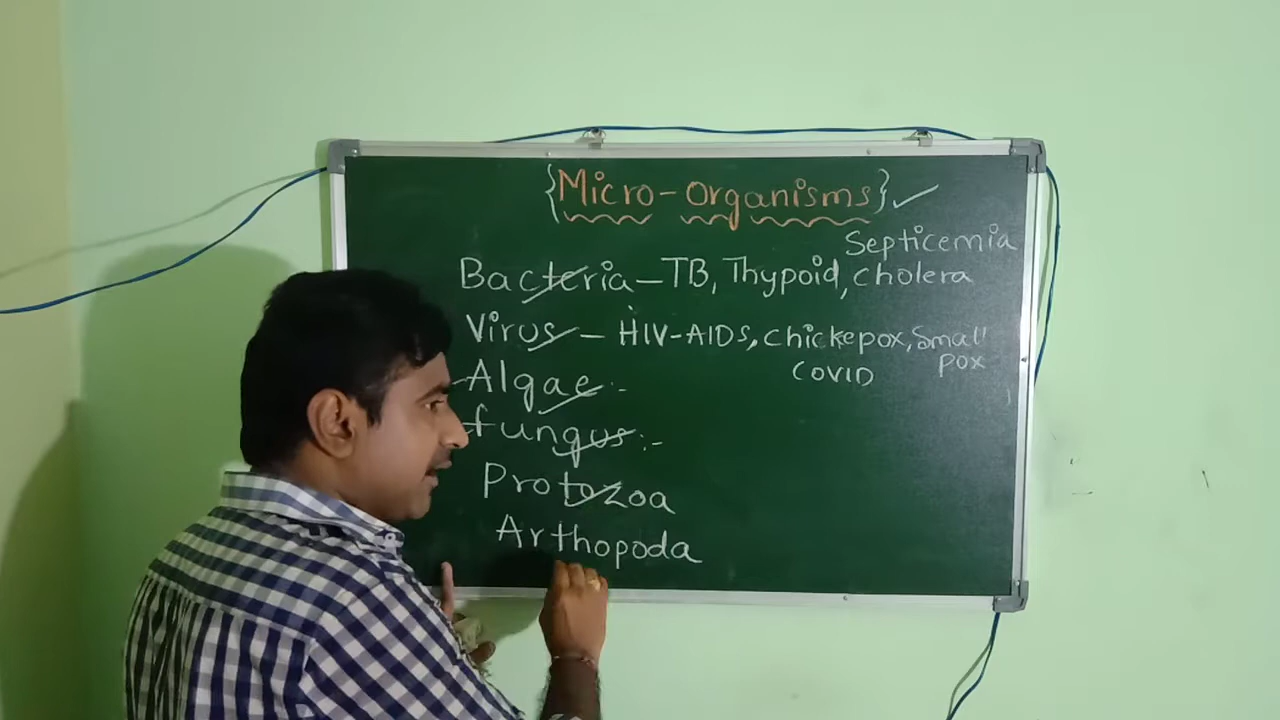 {Micro-Organisms} ✓
Septicemia
Bacteria - TB, Thypoid, cholera
Virus - HIV-AIDS, chickepox, Small
COVID pox
Algae :-
fungus :-
Protozoa
Arthopoda